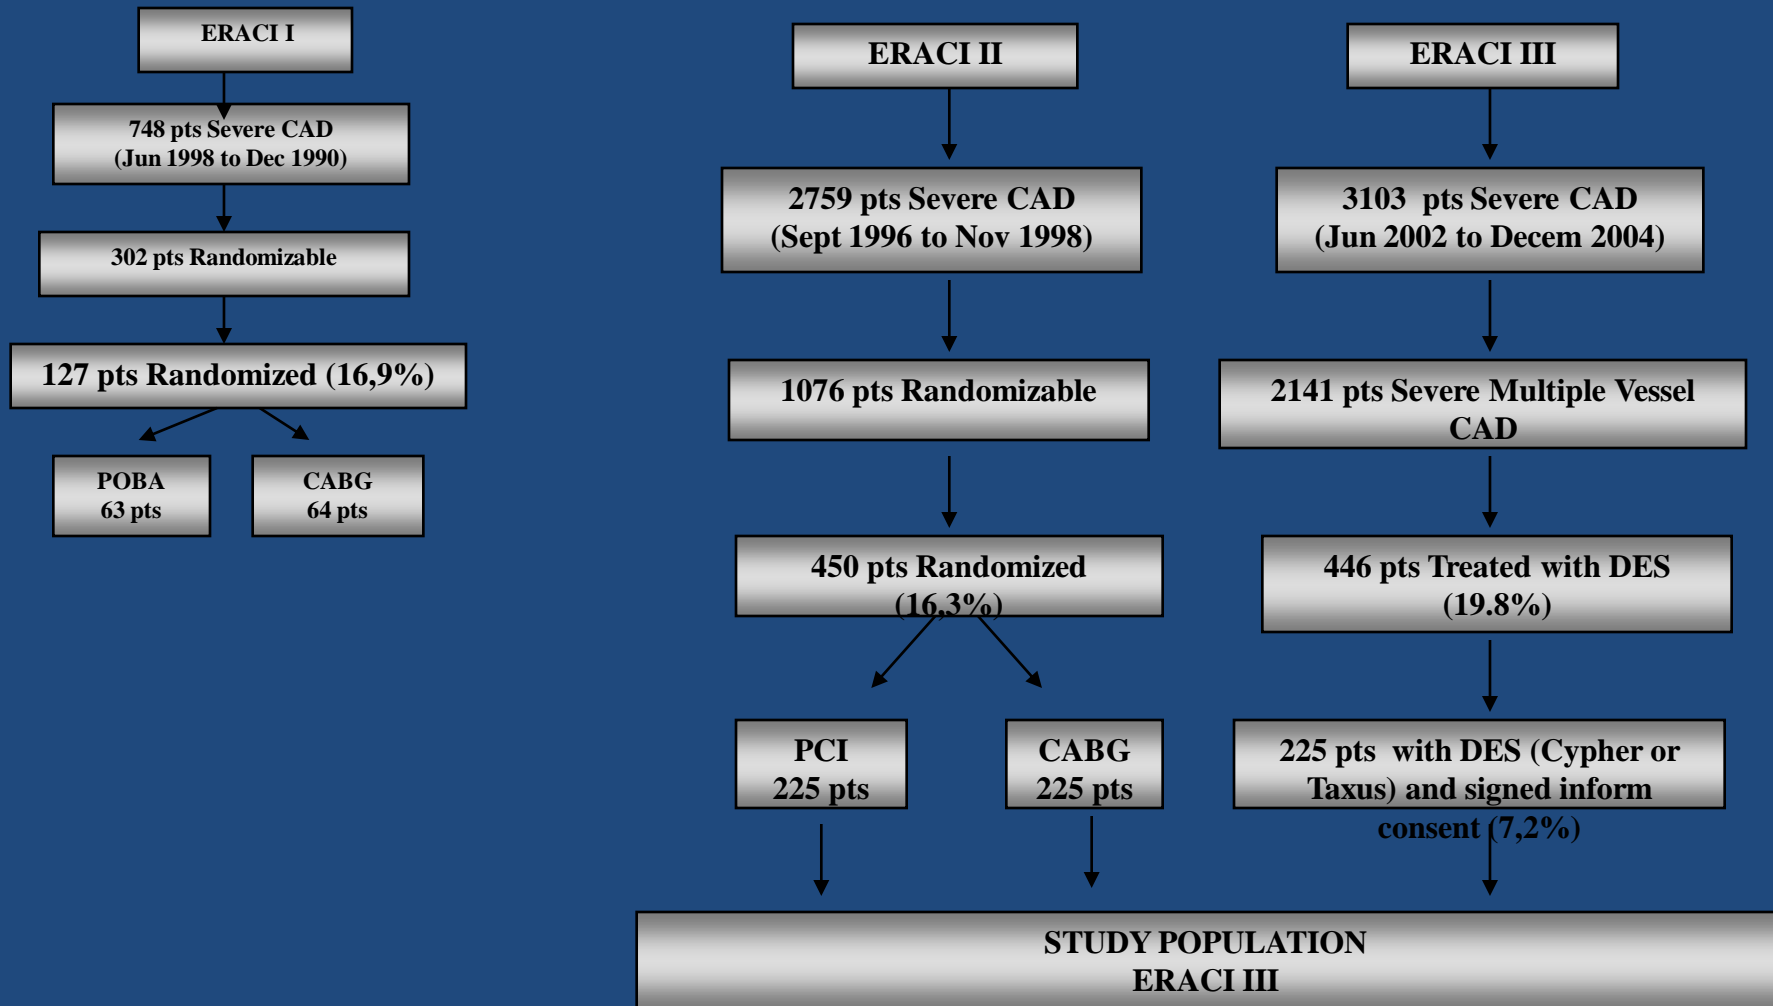 ERACI I
748 pts Severe CAD
(Jun 1998 to Dec 1990)
302 pts Randomizable
127 pts Randomized (16,9%)
POBA
63 pts
CABG
64 pts
ERACI II
2759 pts Severe CAD
(Sept 1996 to Nov 1998)
1076 pts Randomizable
450 pts Randomized
(16,3%)
PCI
225 pts
CABG
225 pts
ERACI III
3103 pts Severe CAD
(Jun 2002 to Decem 2004)
2141 pts Severe Multiple Vessel
CAD
446 pts Treated with DES
(19.8%)
225 pts with DES (Cypher or
Taxus) and signed inform
consent (7,2%)
STUDY POPULATION
ERACI III